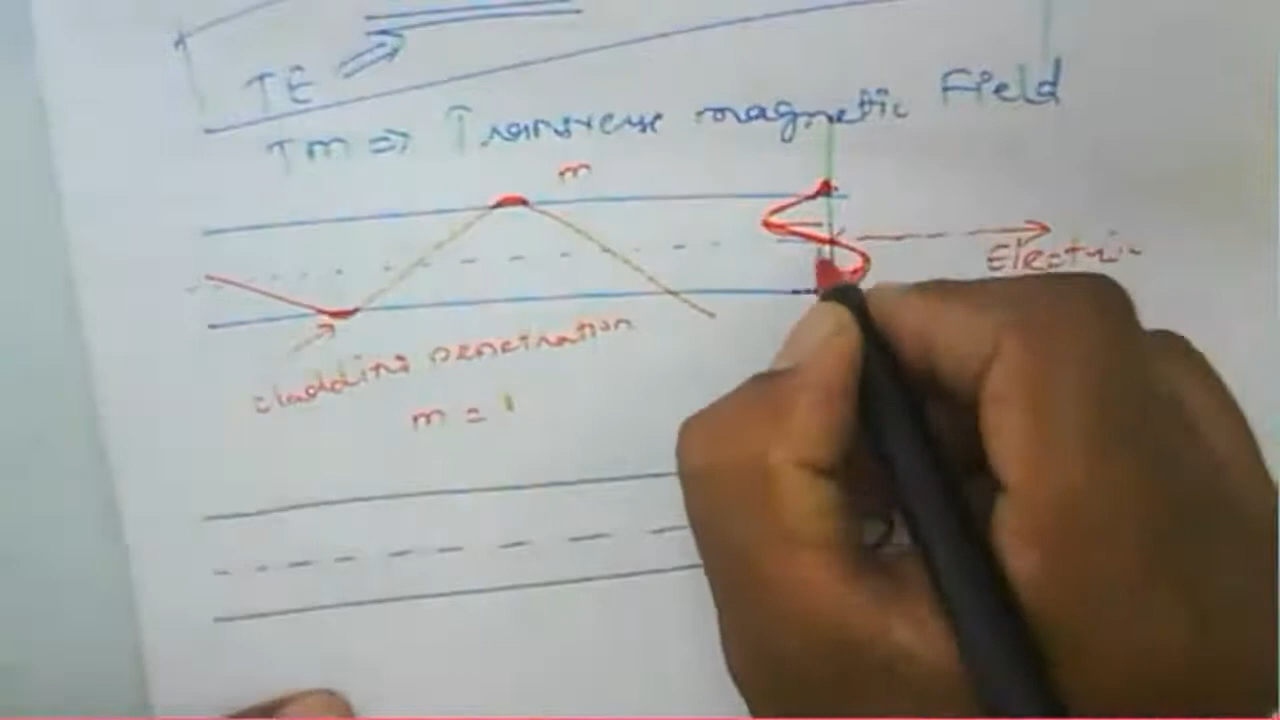 TE ⇒
Tm ⇒ Transverse magnetic Field
m
Electri
cladding penetration
m = 1